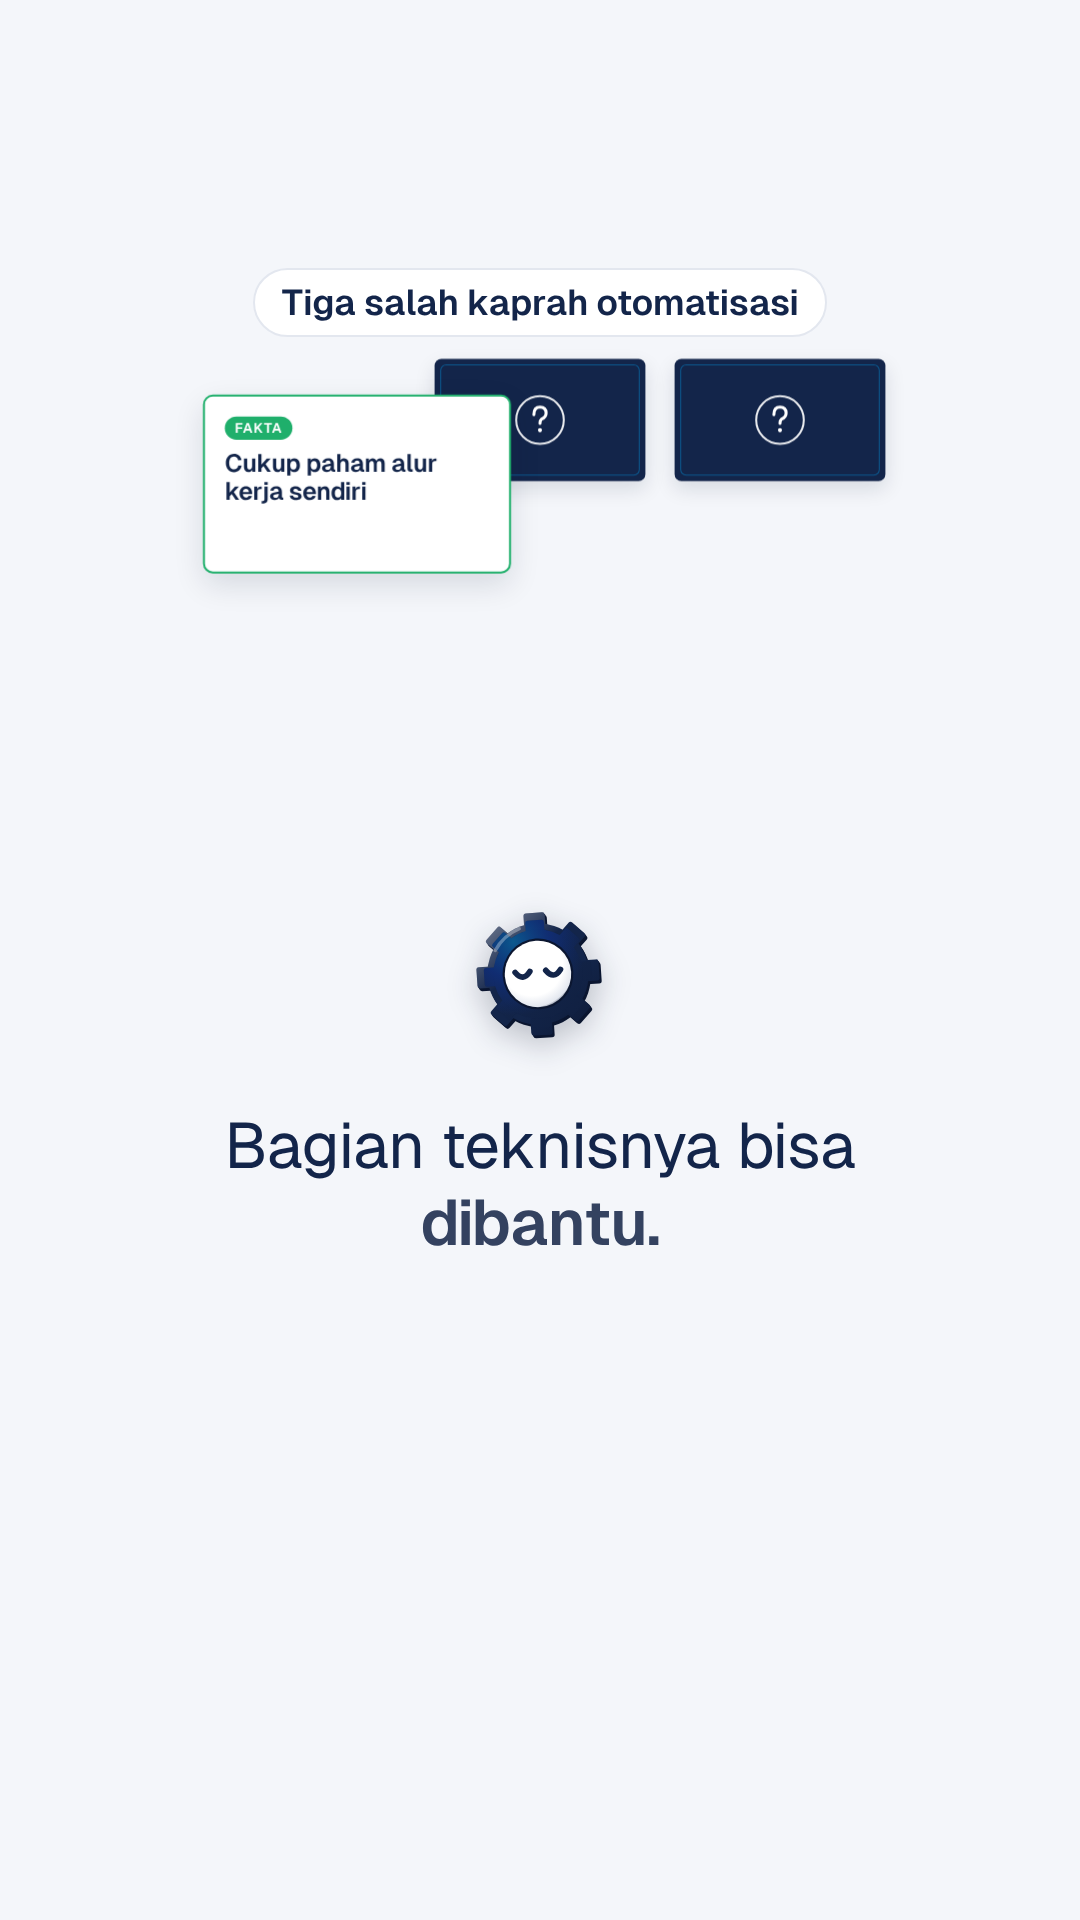 Tiga salah kaprah otomatisasi
?
?
FAKTA
Cukup paham alur
kerja sendiri
Bagian teknisnya bisa
dibantu.